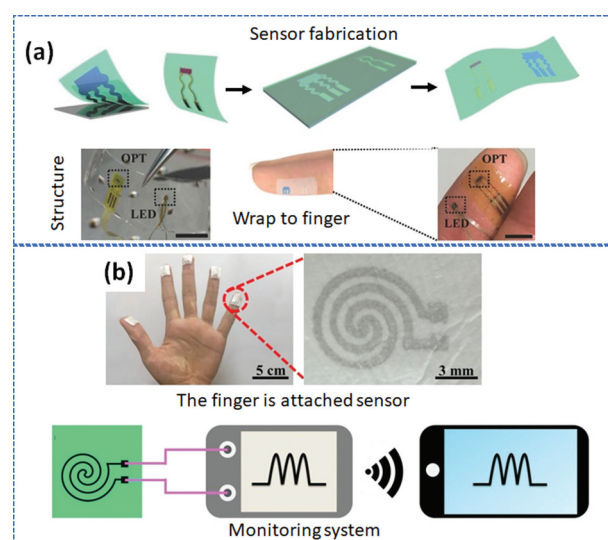 Sensor fabrication
(a)
Structure
OPT
LED
Wrap to finger
OPT
LED
(b)
5 cm
3 mm
The finger is attached sensor
Monitoring system